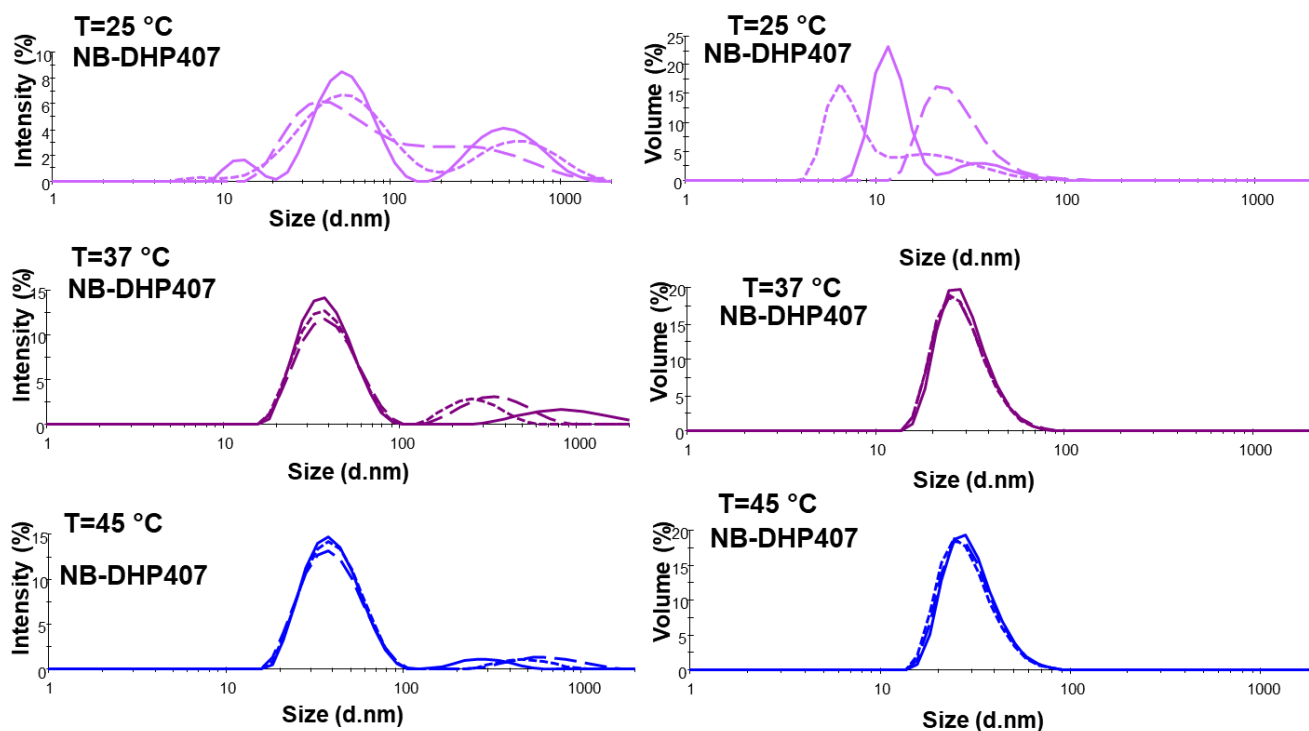 T=25 °C
NB-DHP407
Intensity (%)
10
8
6
4
2
0
1
10
100
1000
Size (d.nm)
T=25 °C
NB-DHP407
Volume (%)
25
20
15
10
5
0
1
10
100
1000
Size (d.nm)
T=37 °C
NB-DHP407
Intensity (%)
15
10
5
0
1
10
100
1000
Size (d.nm)
T=37 °C
NB-DHP407
Volume (%)
20
15
10
5
0
1
10
100
1000
Size (d.nm)
T=45 °C
NB-DHP407
Intensity (%)
15
10
5
0
1
10
100
1000
Size (d.nm)
T=45 °C
NB-DHP407
Volume (%)
20
15
10
5
0
1
10
100
1000
Size (d.nm)